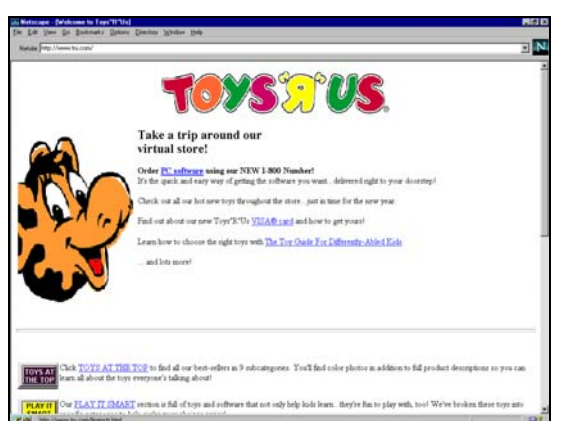 Netscape - [Welcome to Toys"R"Us]
File Edit View Go Bookmarks Options Directory Window Help
Netsite: http://www.tru.com/
TOYS"R"US
Take a trip around our
virtual store!
Order PC software using our NEW 1-800 Number!
It's the quick and easy way of getting the software you want...delivered right to your doorstep!
Check out all our hot new toys throughout the store...just in time for the new year.
Find out about our new Toys"R"Us VISA® card and how to get yours!
Learn how to choose the right toys with The Toy Guide For Differently-Abled Kids
... and lots more!
TOYS AT
THE TOP
Click TOYS AT THE TOP to find all our best-sellers in 9 subcategories. You'll find color photos in addition to full product descriptions so you can
learn all about the toys everyone's talking about!
PLAY IT
SMART
Our PLAY IT SMART section is full of toys and software that not only help kids learn...they're fun to play with, too! We've broken these toys into